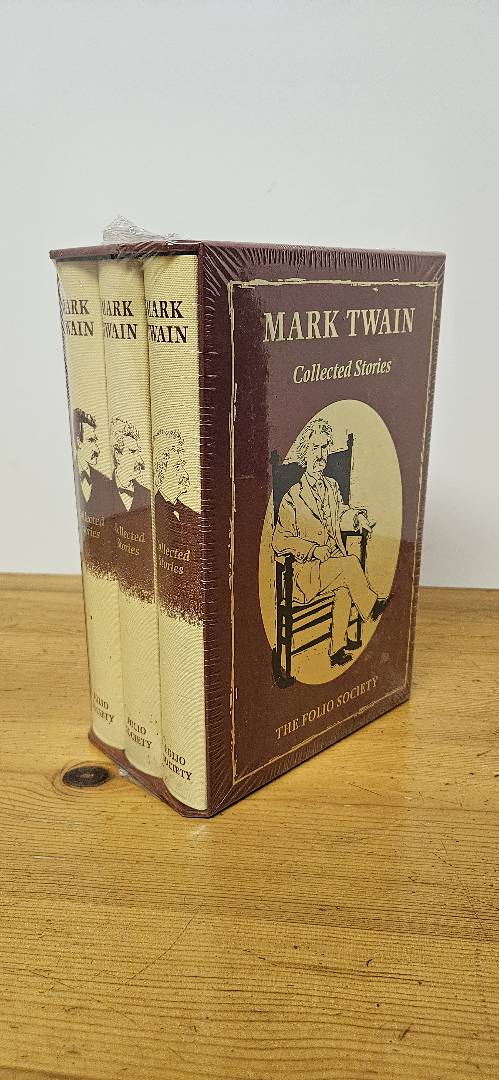 MARK
TWAIN
Collected
Stories
FOLIO
SOCIETY
MARK
TWAIN
Collected
Stories
FOLIO
SOCIETY
MARK
TWAIN
Collected
Stories
FOLIO
SOCIETY
MARK TWAIN
Collected Stories
THE FOLIO SOCIETY